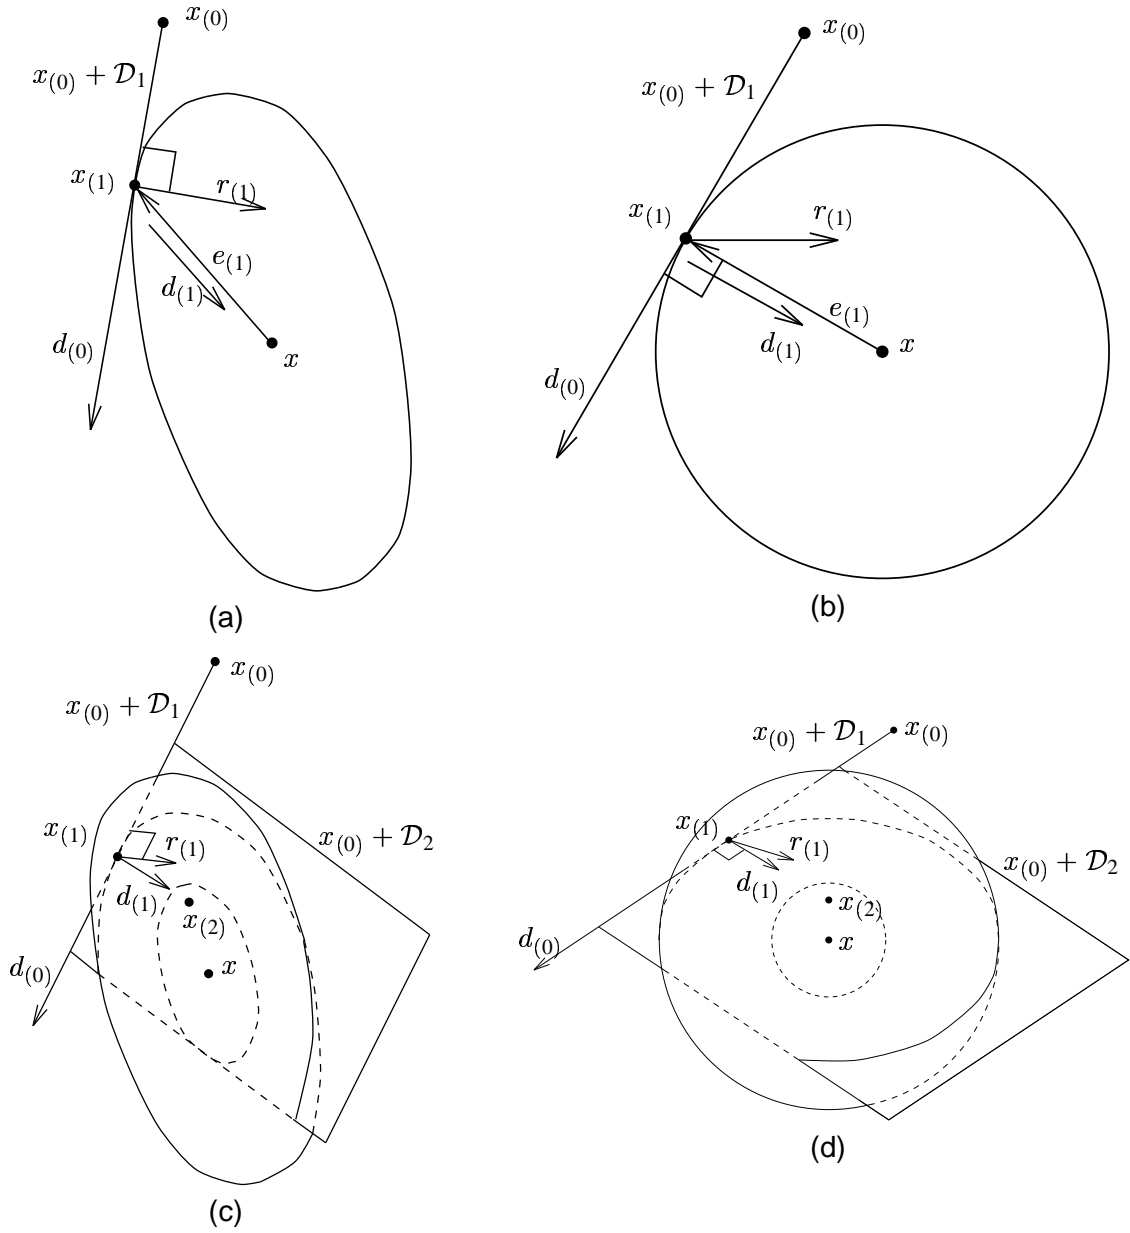 x(0)
x(0) + 𝒟1
x(1)
r(1)
e(1)
d(1)
d(0)
x
(a)
x(0)
x(0) + 𝒟1
x(1)
r(1)
e(1)
d(1)
x
d(0)
(b)
x(0)
x(0) + 𝒟1
x(1)
r(1)
x(0) + 𝒟2
d(1)
x(2)
x
d(0)
(c)
x(0) + 𝒟1
x(0)
x(1)
r(1)
x(0) + 𝒟2
d(1)
x(2)
d(0)
x
(d)